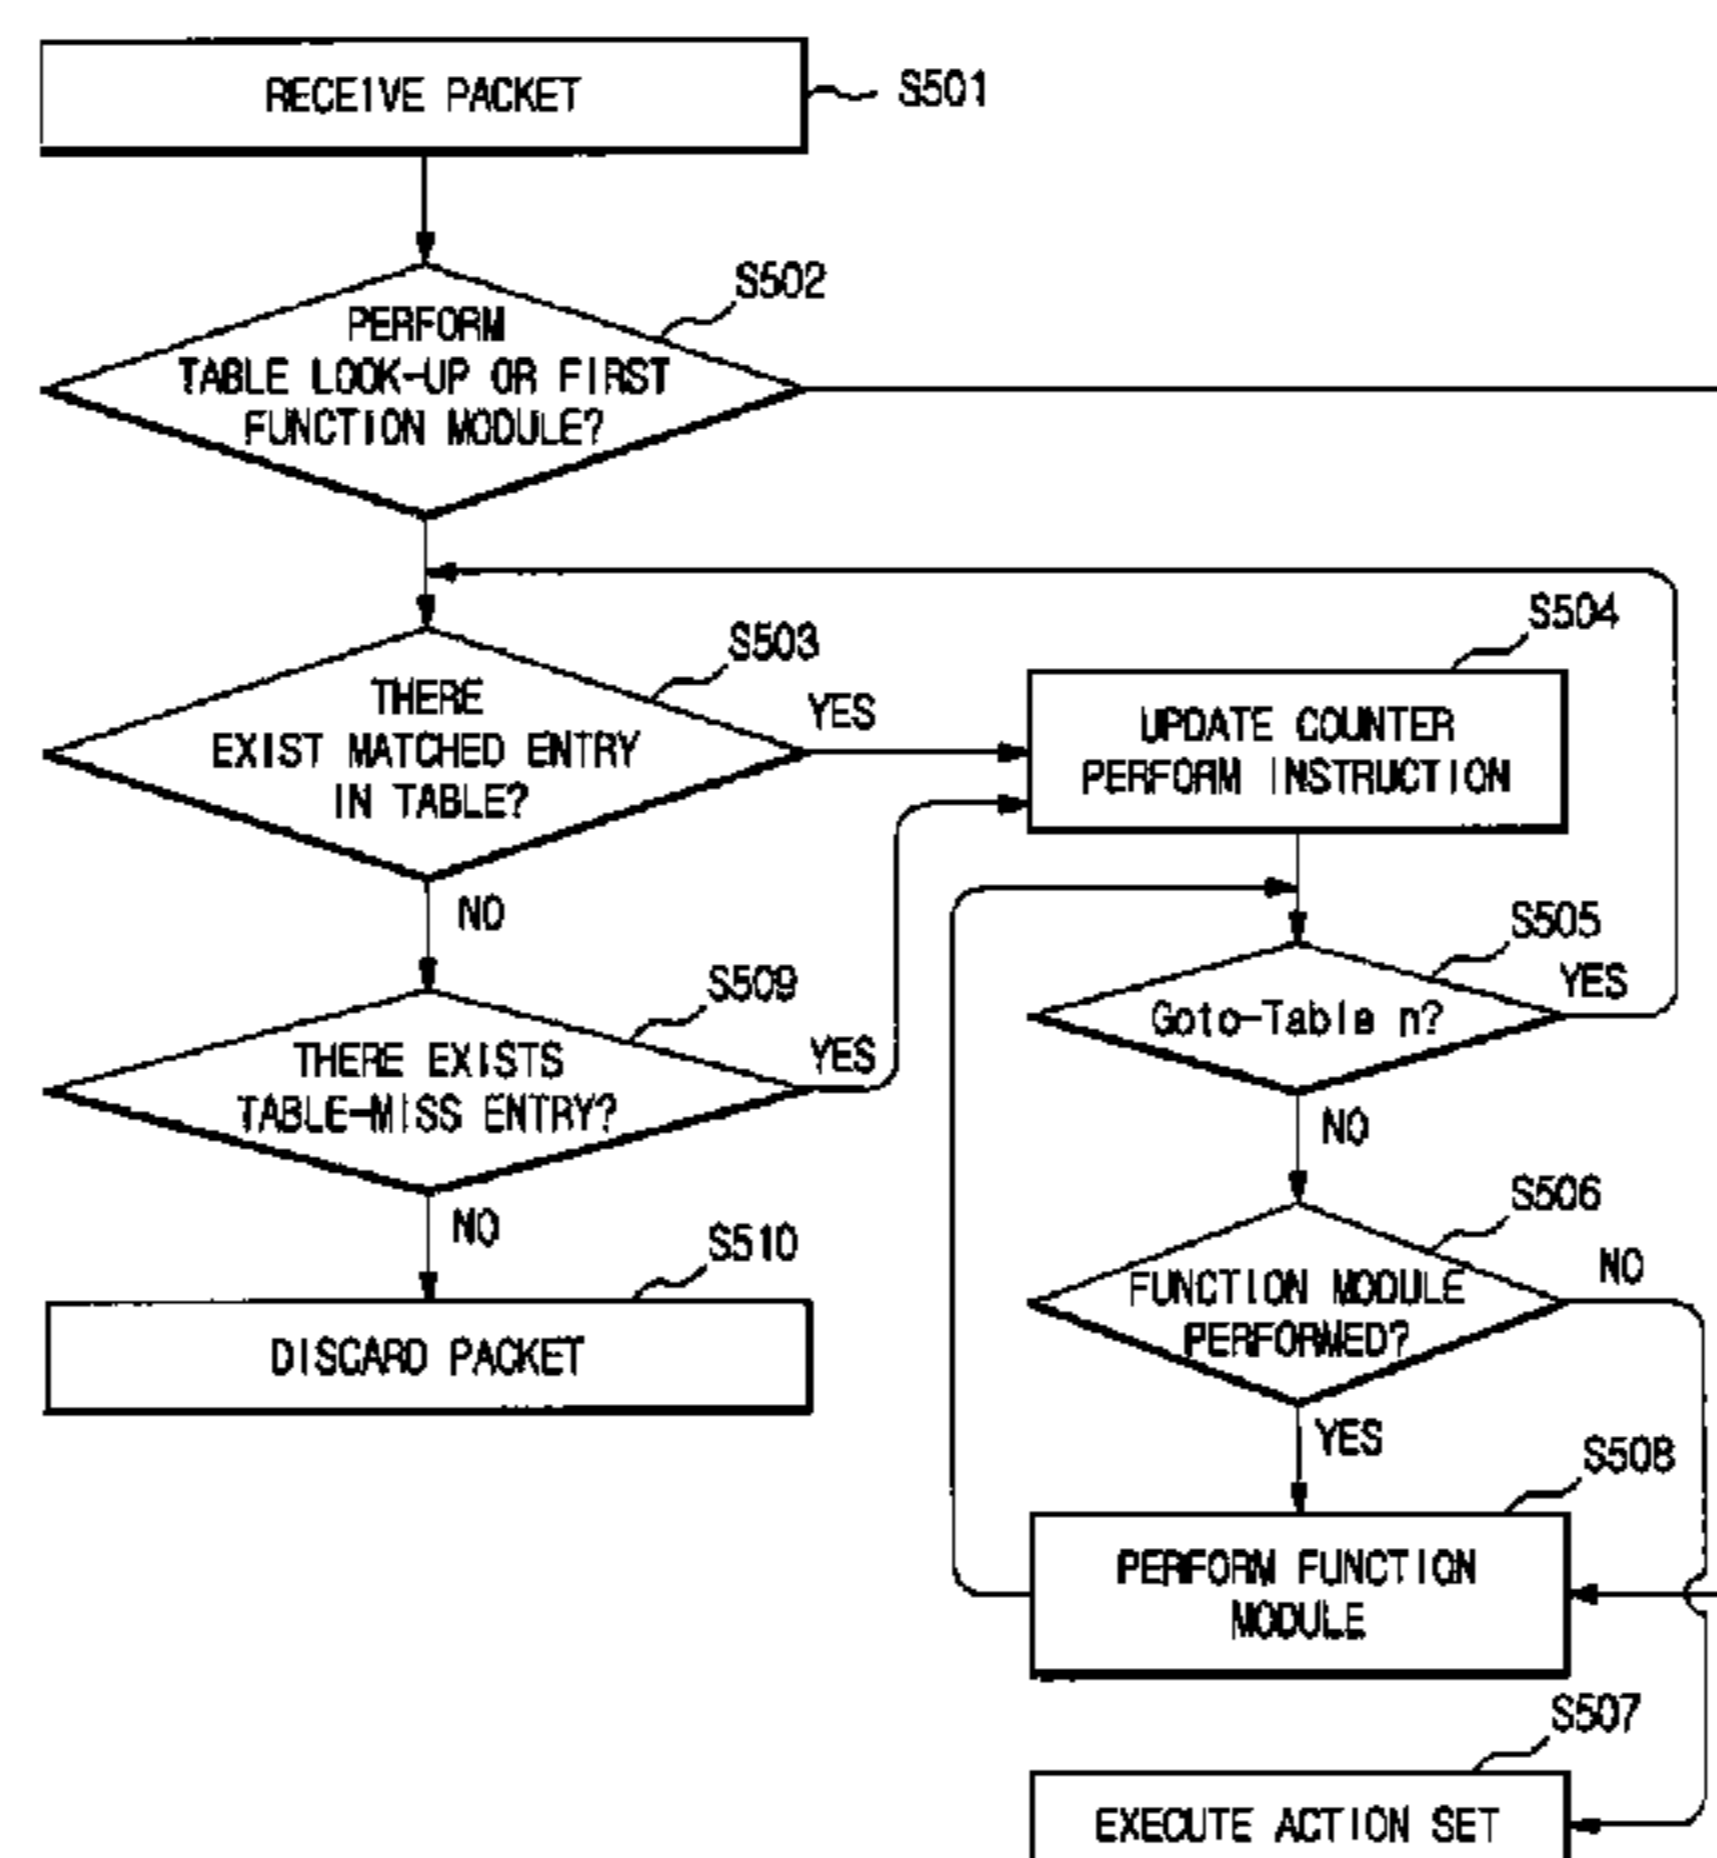 RECEIVE PACKET
S501
S502
PERFORM
TABLE LOOK-UP OR FIRST
FUNCTION MODULE?
S503
THERE
EXIST MATCHED ENTRY
IN TABLE?
YES
NO
S504
UPDATE COUNTER
PERFORM INSTRUCTION
S505
Goto-Table n?
YES
NO
S509
THERE EXISTS
TABLE-MISS ENTRY?
YES
NO
S506
FUNCTION MODULE
PERFORMED?
NO
YES
S510
DISCARD PACKET
S508
PERFORM FUNCTION
MODULE
S507
EXECUTE ACTION SET